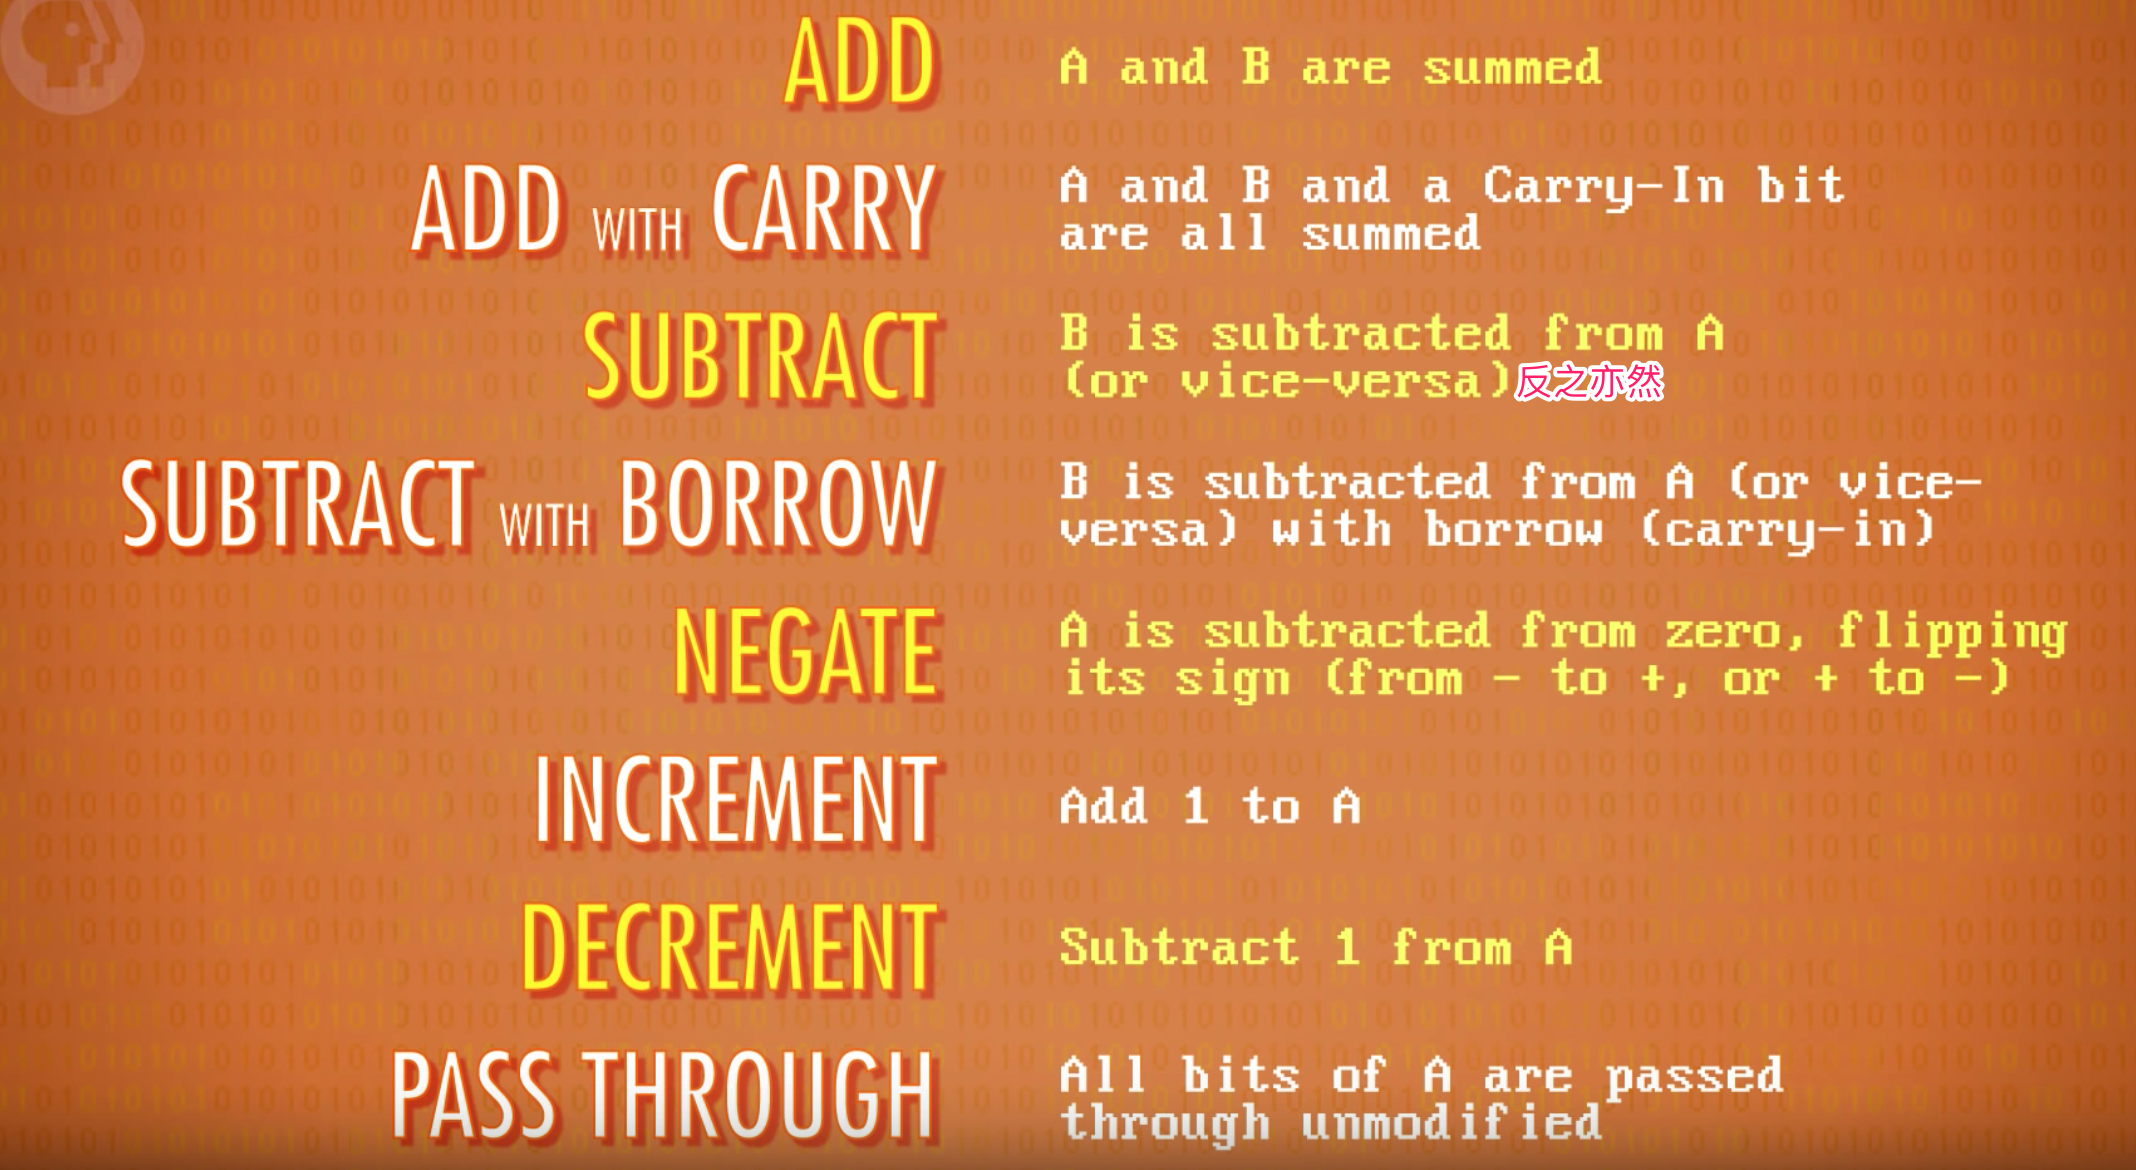 ADD
A and B are summed
ADD WITH CARRY
A and B and a Carry-In bit
are all summed
SUBTRACT
B is subtracted from A
(or vice-versa)反之亦然
SUBTRACT WITH BORROW
B is subtracted from A (or vice-
versa) with borrow (carry-in)
NEGATE
A is subtracted from zero, flipping
its sign (from - to +, or + to -)
INCREMENT
Add 1 to A
DECREMENT
Subtract 1 from A
PASS THROUGH
All bits of A are passed
through unmodified